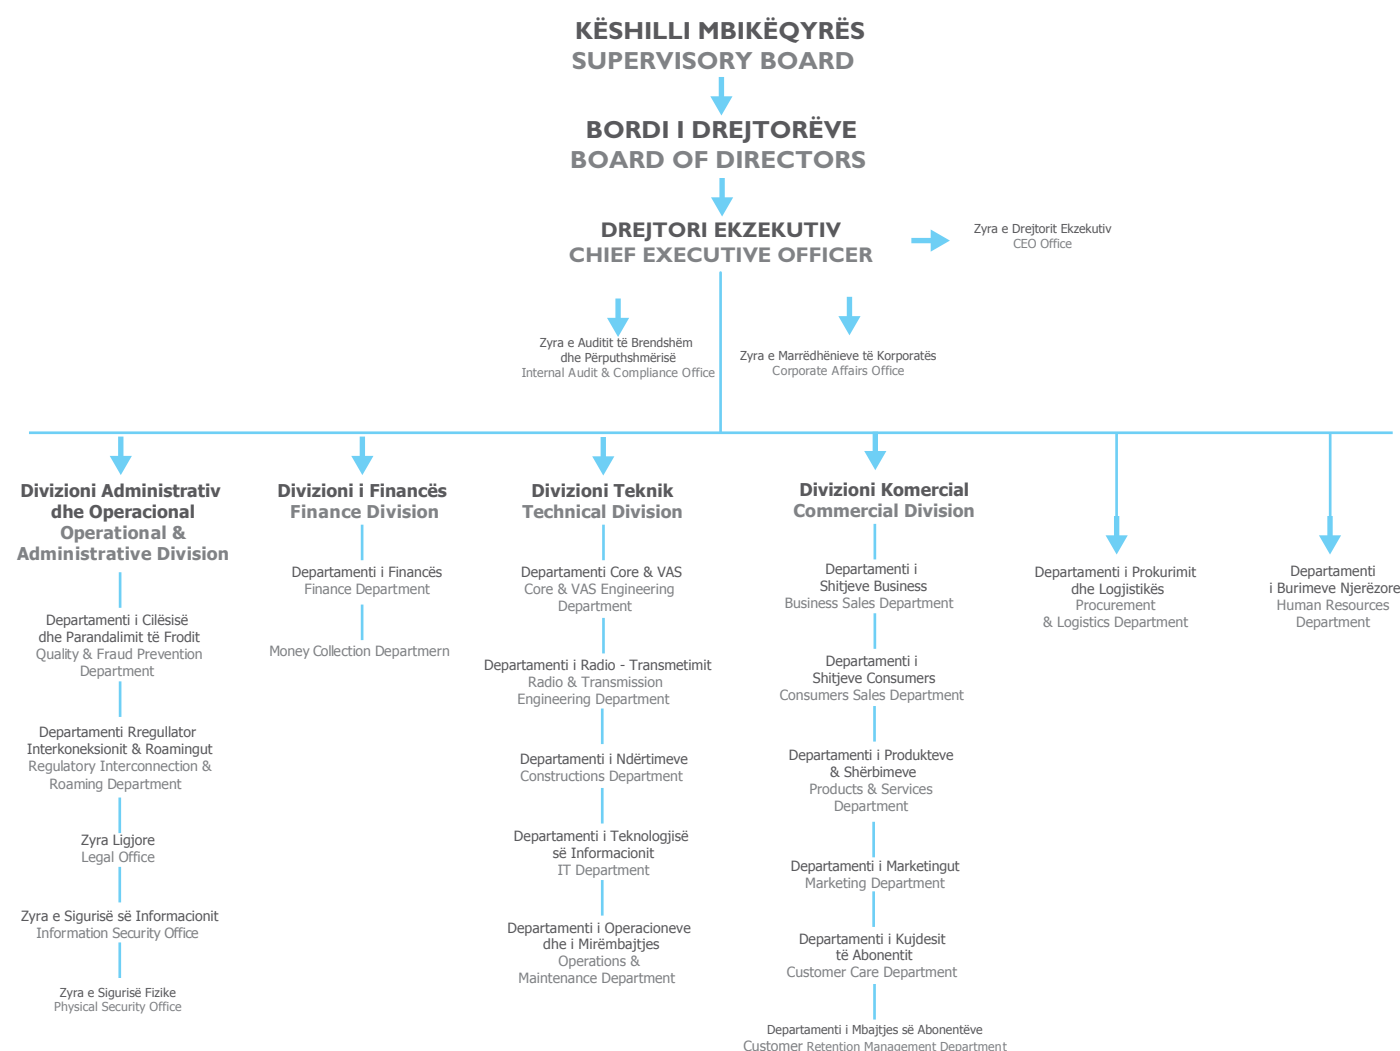 KËSHILLI MBIKËQYRËS
SUPERVISORY BOARD
BORDI I DREJTORËVE
BOARD OF DIRECTORS
DREJTORI EKZEKUTIV
CHIEF EXECUTIVE OFFICER
Zyra e Drejtorit Ekzekutiv
CEO Office
Zyra e Auditit të Brendshëm
dhe Përputhshmërisë
Internal Audit & Compliance Office
Zyra e Marrëdhënieve të Korporatës
Corporate Affairs Office
Divizioni Administrativ
dhe Operacional
Operational &
Administrative Division
Departamenti i Cilësisë
dhe Parandalimit të Frodit
Quality & Fraud Prevention
Department
Departamenti Rregullator
Interkoneksionit & Roamingut
Regulatory Interconnection &
Roaming Department
Zyra Ligjore
Legal Office
Zyra e Sigurisë së Informacionit
Information Security Office
Zyra e Sigurisë Fizike
Physical Security Office
Divizioni i Financës
Finance Division
Departamenti i Financës
Finance Department
Money Collection Departmern
Divizioni Teknik
Technical Division
Departamenti Core & VAS
Core & VAS Engineering
Department
Departamenti i Radio - Transmetimit
Radio & Transmission
Engineering Department
Departamenti i Ndërtimeve
Constructions Department
Departamenti i Teknologjisë
së Informacionit
IT Department
Departamenti i Operacioneve
dhe i Mirëmbajtjes
Operations &
Maintenance Department
Divizioni Komercial
Commercial Division
Departamenti i
Shitjeve Business
Business Sales Department
Departamenti i
Shitjeve Consumers
Consumers Sales Department
Departamenti i Produkteve
& Shërbimeve
Products & Services
Department
Departamenti i Marketingut
Marketing Department
Departamenti i Kujdesit
të Abonentit
Customer Care Department
Departamenti i Mbajtjes së Abonentëve
Customer Retention Management Department
Departamenti i Prokurimit
dhe Logjistikës
Procurement
& Logistics Department
Departamenti
i Burimeve Njerëzore
Human Resources
Department